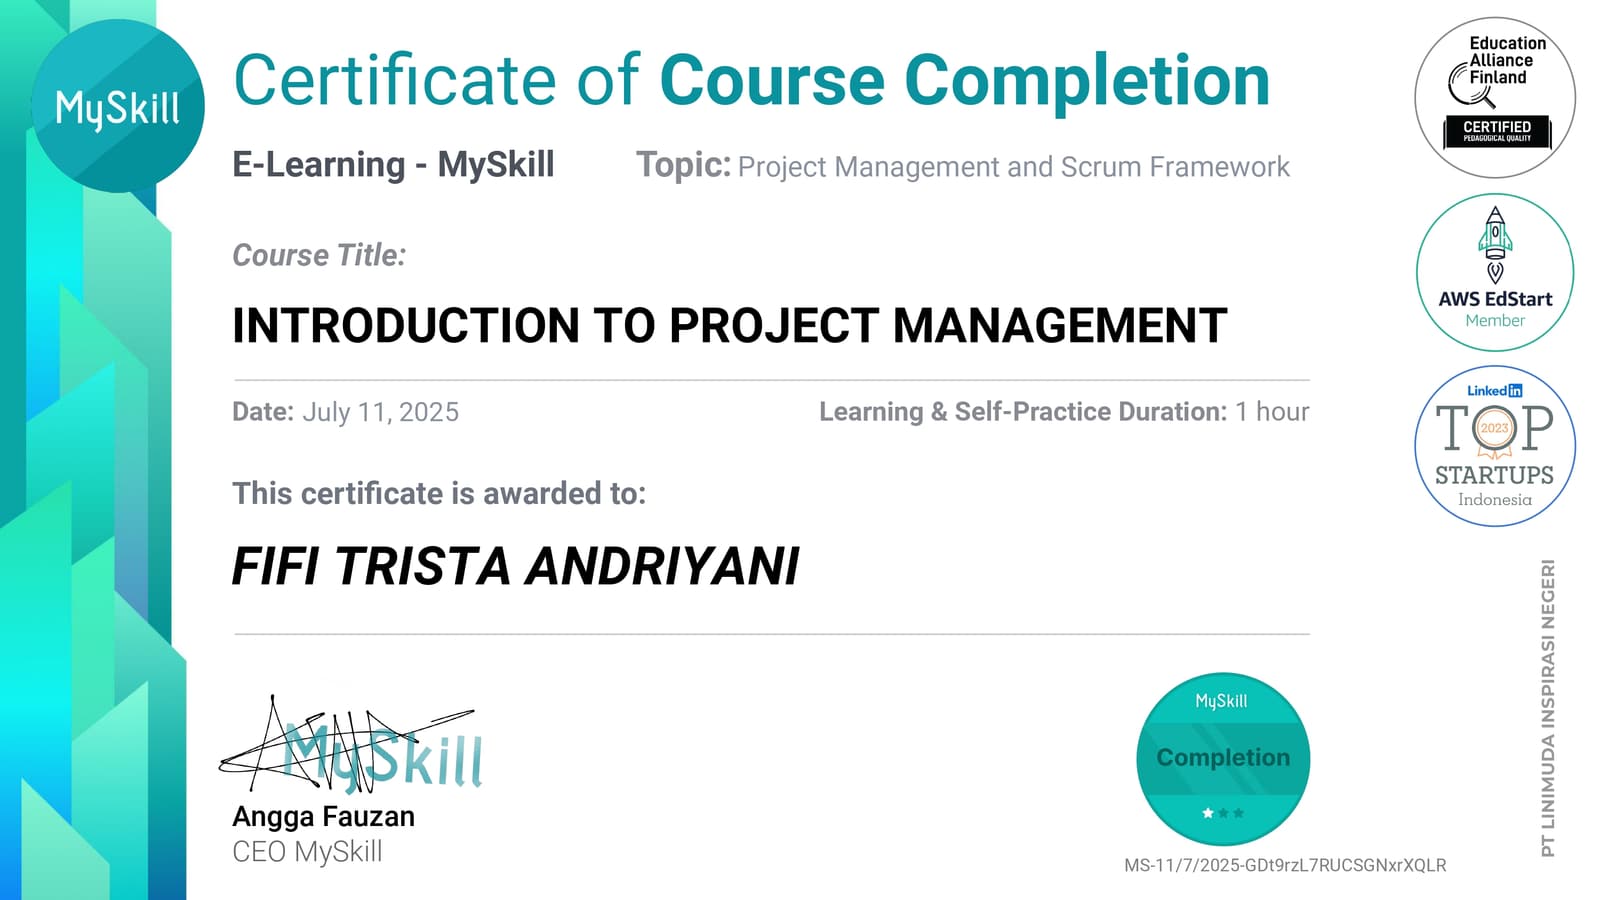 MySkill
Certificate of Course Completion
E-Learning - MySkill
Topic: Project Management and Scrum Framework
Course Title:
INTRODUCTION TO PROJECT MANAGEMENT
Date: July 11, 2025
Learning & Self-Practice Duration: 1 hour
This certificate is awarded to:
FIFI TRISTA ANDRIYANI
MySkill
Angga Fauzan
CEO MySkill
MySkill
Completion
MS-11/7/2025-GDt9rzL7RUCSGNxrXQLR
Education
Alliance
Finland
CERTIFIED
PEDAGOGICAL QUALITY
AWS EdStart
Member
LinkedIn
TOP
2023
STARTUPS
Indonesia
PT LINIMUDA INSPIRASI NEGERI